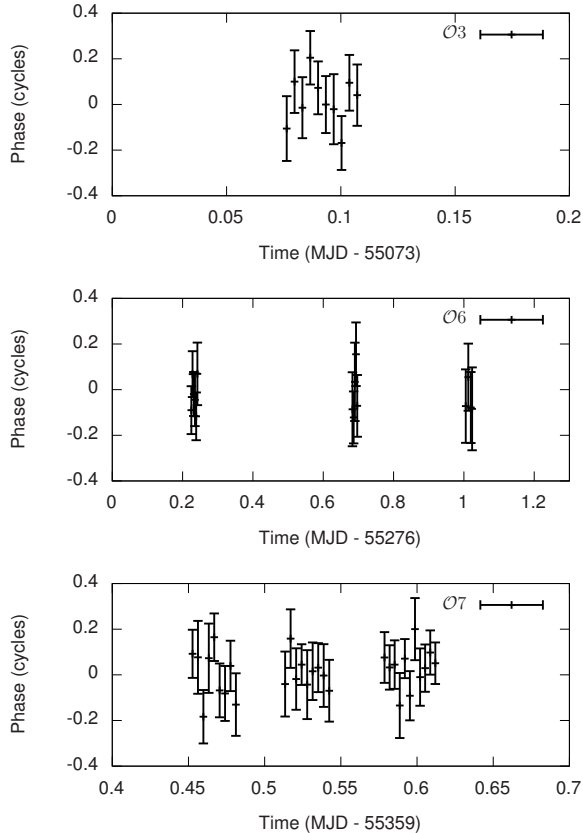 0.4
0.2
0
-0.2
-0.4
Phase (cycles)
O3
0 0.05 0.1 0.15 0.2
Time (MJD - 55073)
0.4
0.2
0
-0.2
-0.4
Phase (cycles)
O6
0 0.2 0.4 0.6 0.8 1 1.2
Time (MJD - 55276)
0.4
0.2
0
-0.2
-0.4
Phase (cycles)
O7
0.4 0.45 0.5 0.55 0.6 0.65 0.7
Time (MJD - 55359)